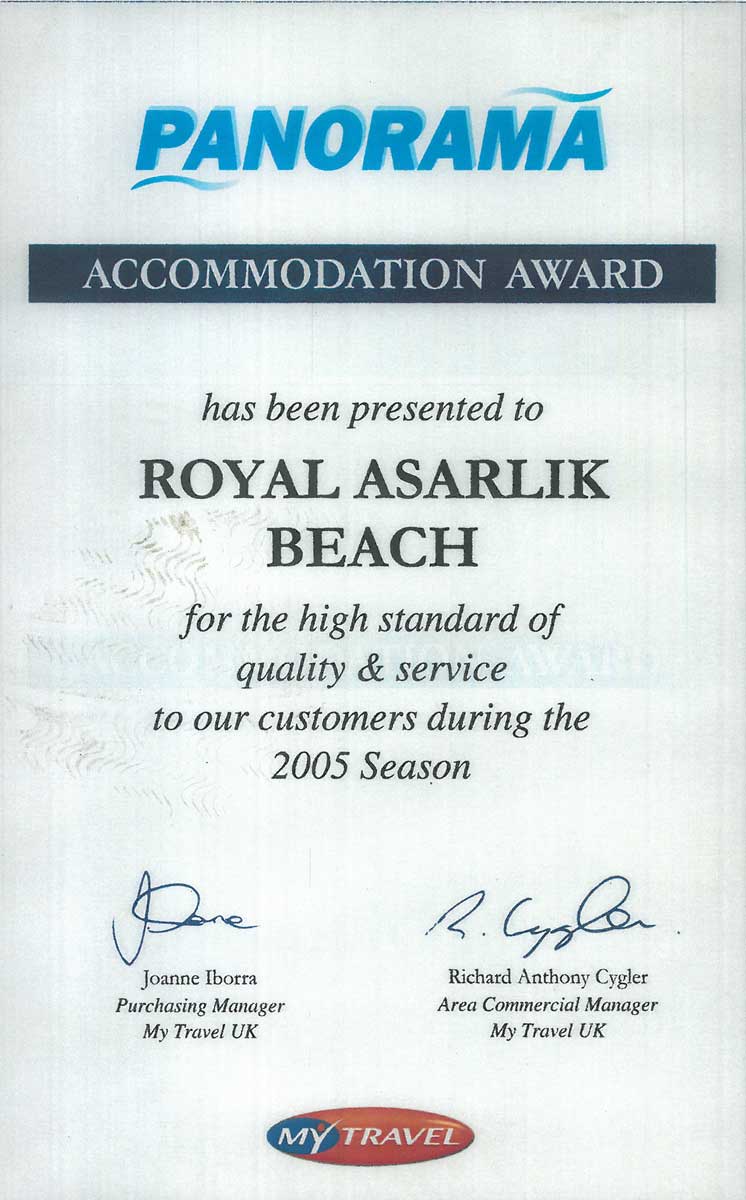 PANORAMA
ACCOMMODATION AWARD
has been presented to
ROYAL ASARLIK
BEACH
for the high standard of
quality & service
to our customers during the
2005 Season
R. Cygler
Joanne Iborra
Purchasing Manager
My Travel UK
Richard Anthony Cygler
Area Commercial Manager
My Travel UK
MYTRAVEL